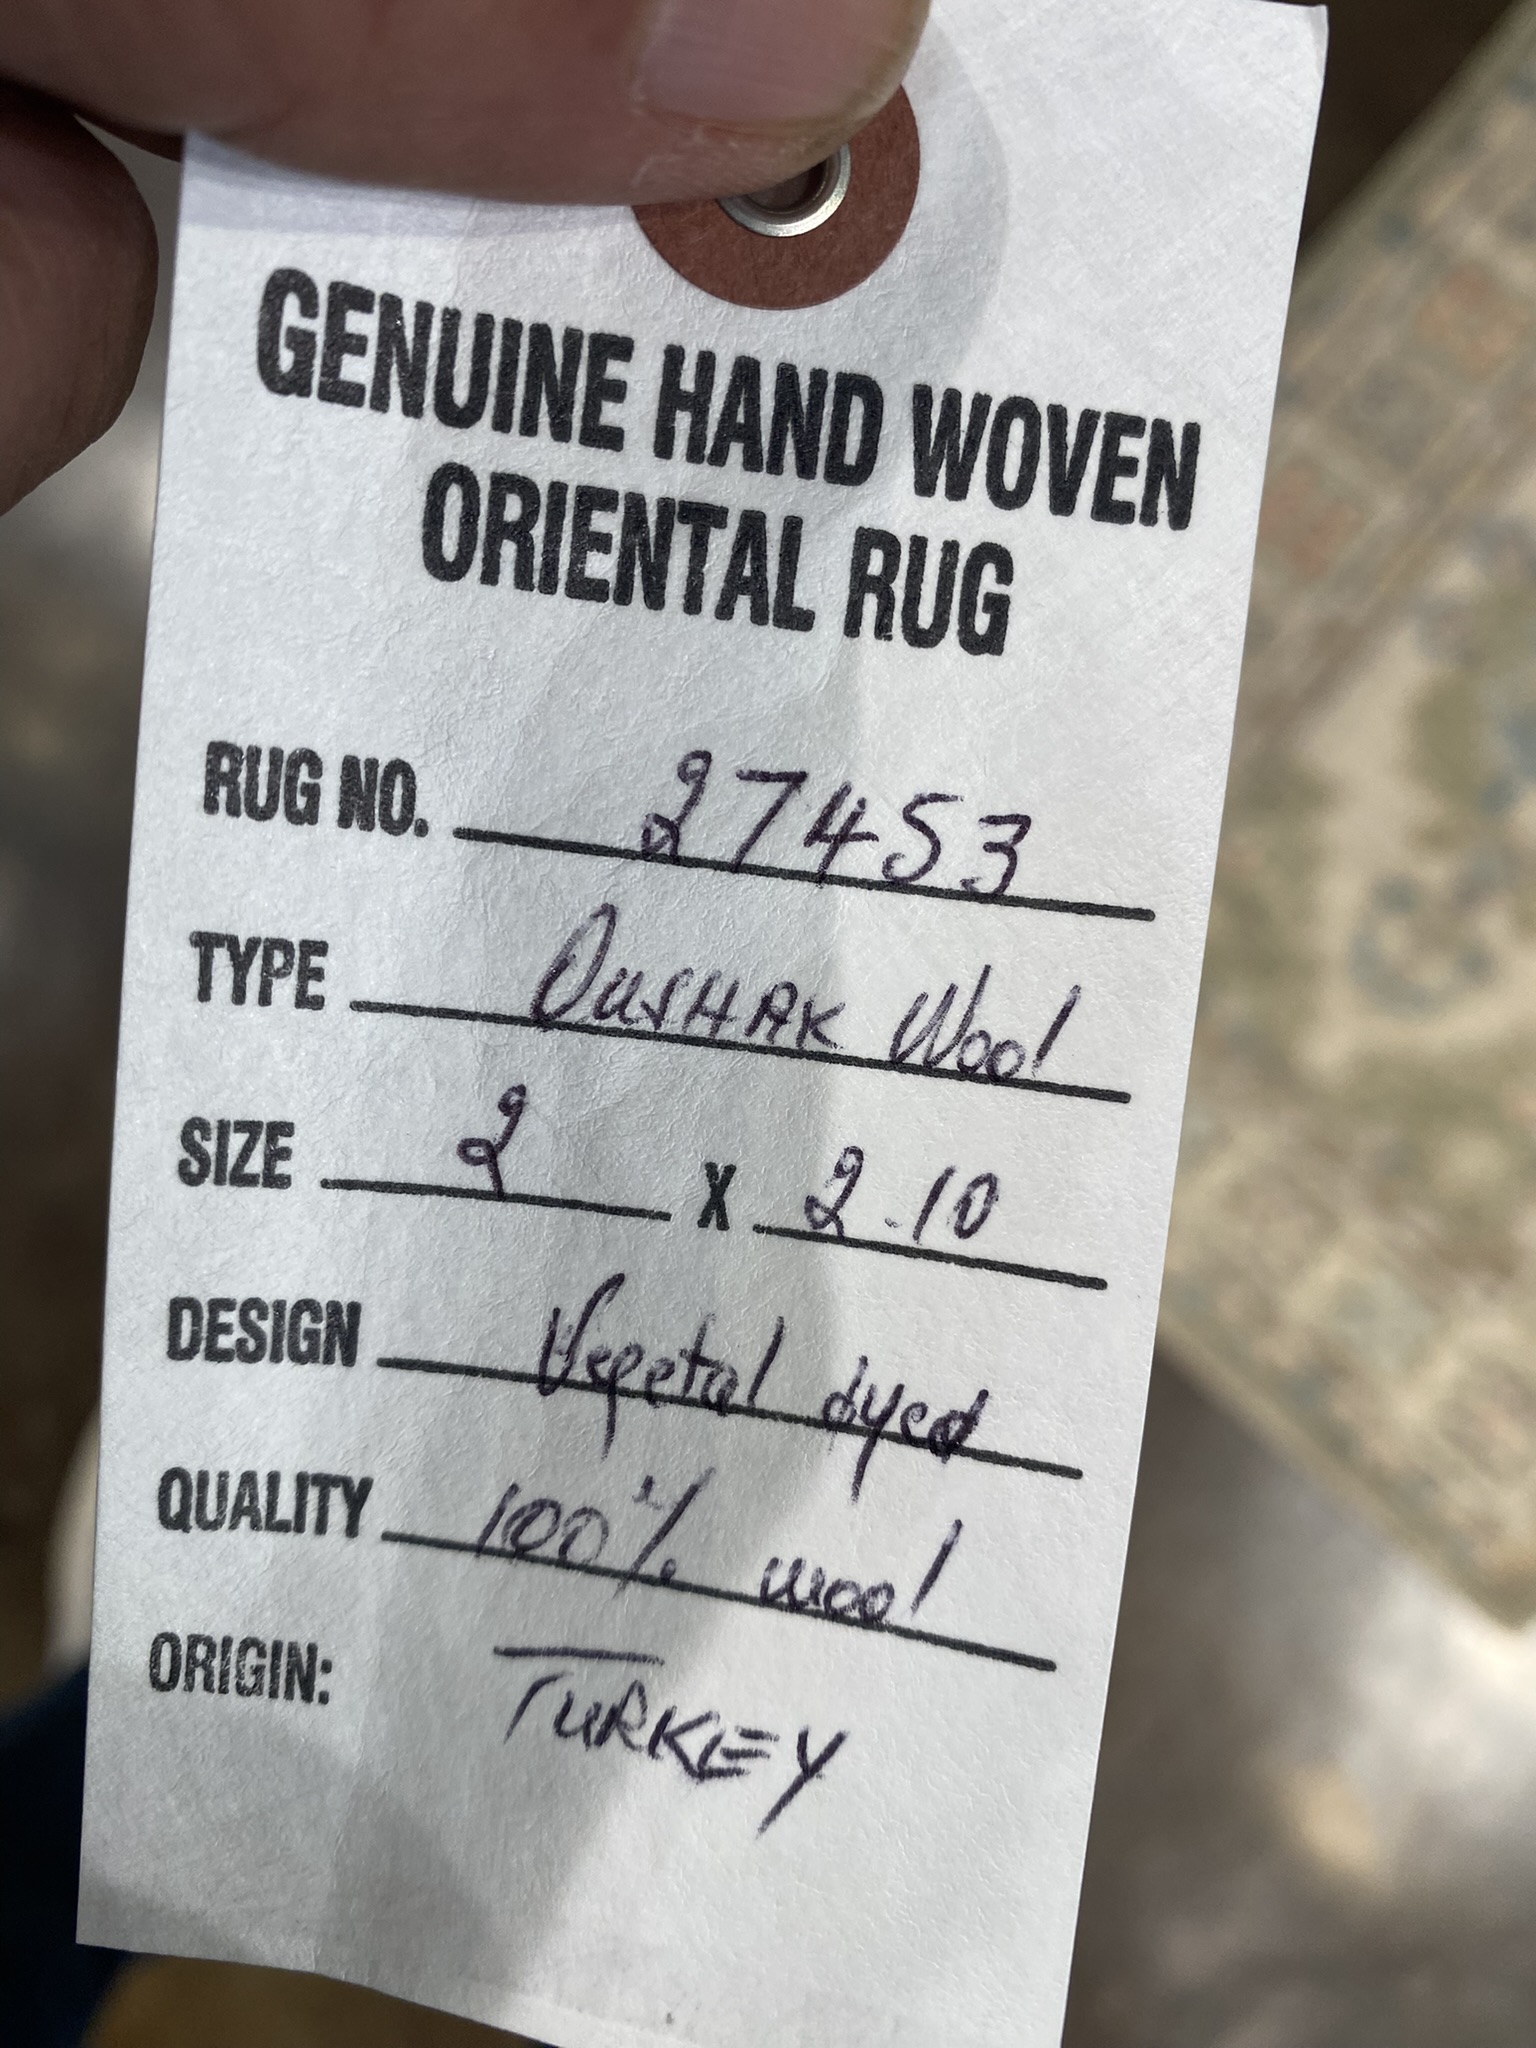 GENUINE HAND WOVEN
ORIENTAL RUG
RUG NO. 27453
TYPE OUSHAK Wool
SIZE 2 X 2.10
DESIGN Vegetal dyed
QUALITY 100% wool
ORIGIN: TURKEY